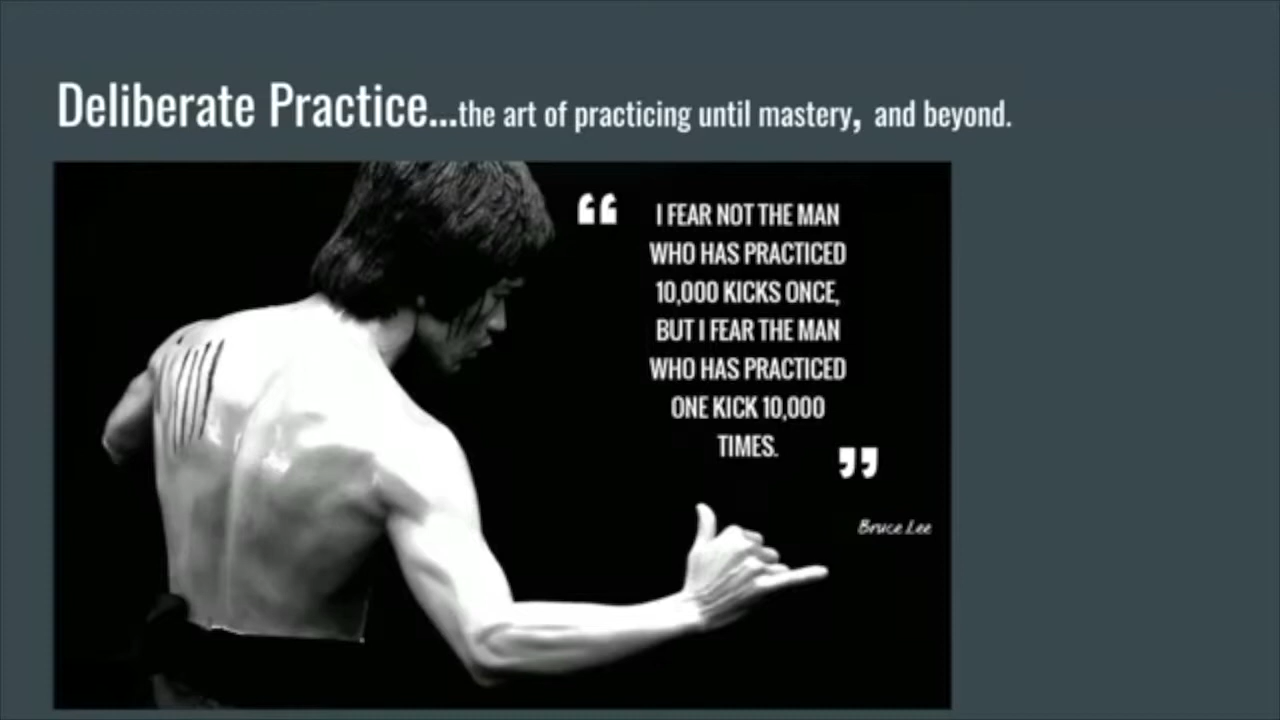 Deliberate Practice...the art of practicing until mastery, and beyond.
“ I FEAR NOT THE MAN
WHO HAS PRACTICED
10,000 KICKS ONCE,
BUT I FEAR THE MAN
WHO HAS PRACTICED
ONE KICK 10,000
TIMES. ”
Bruce Lee